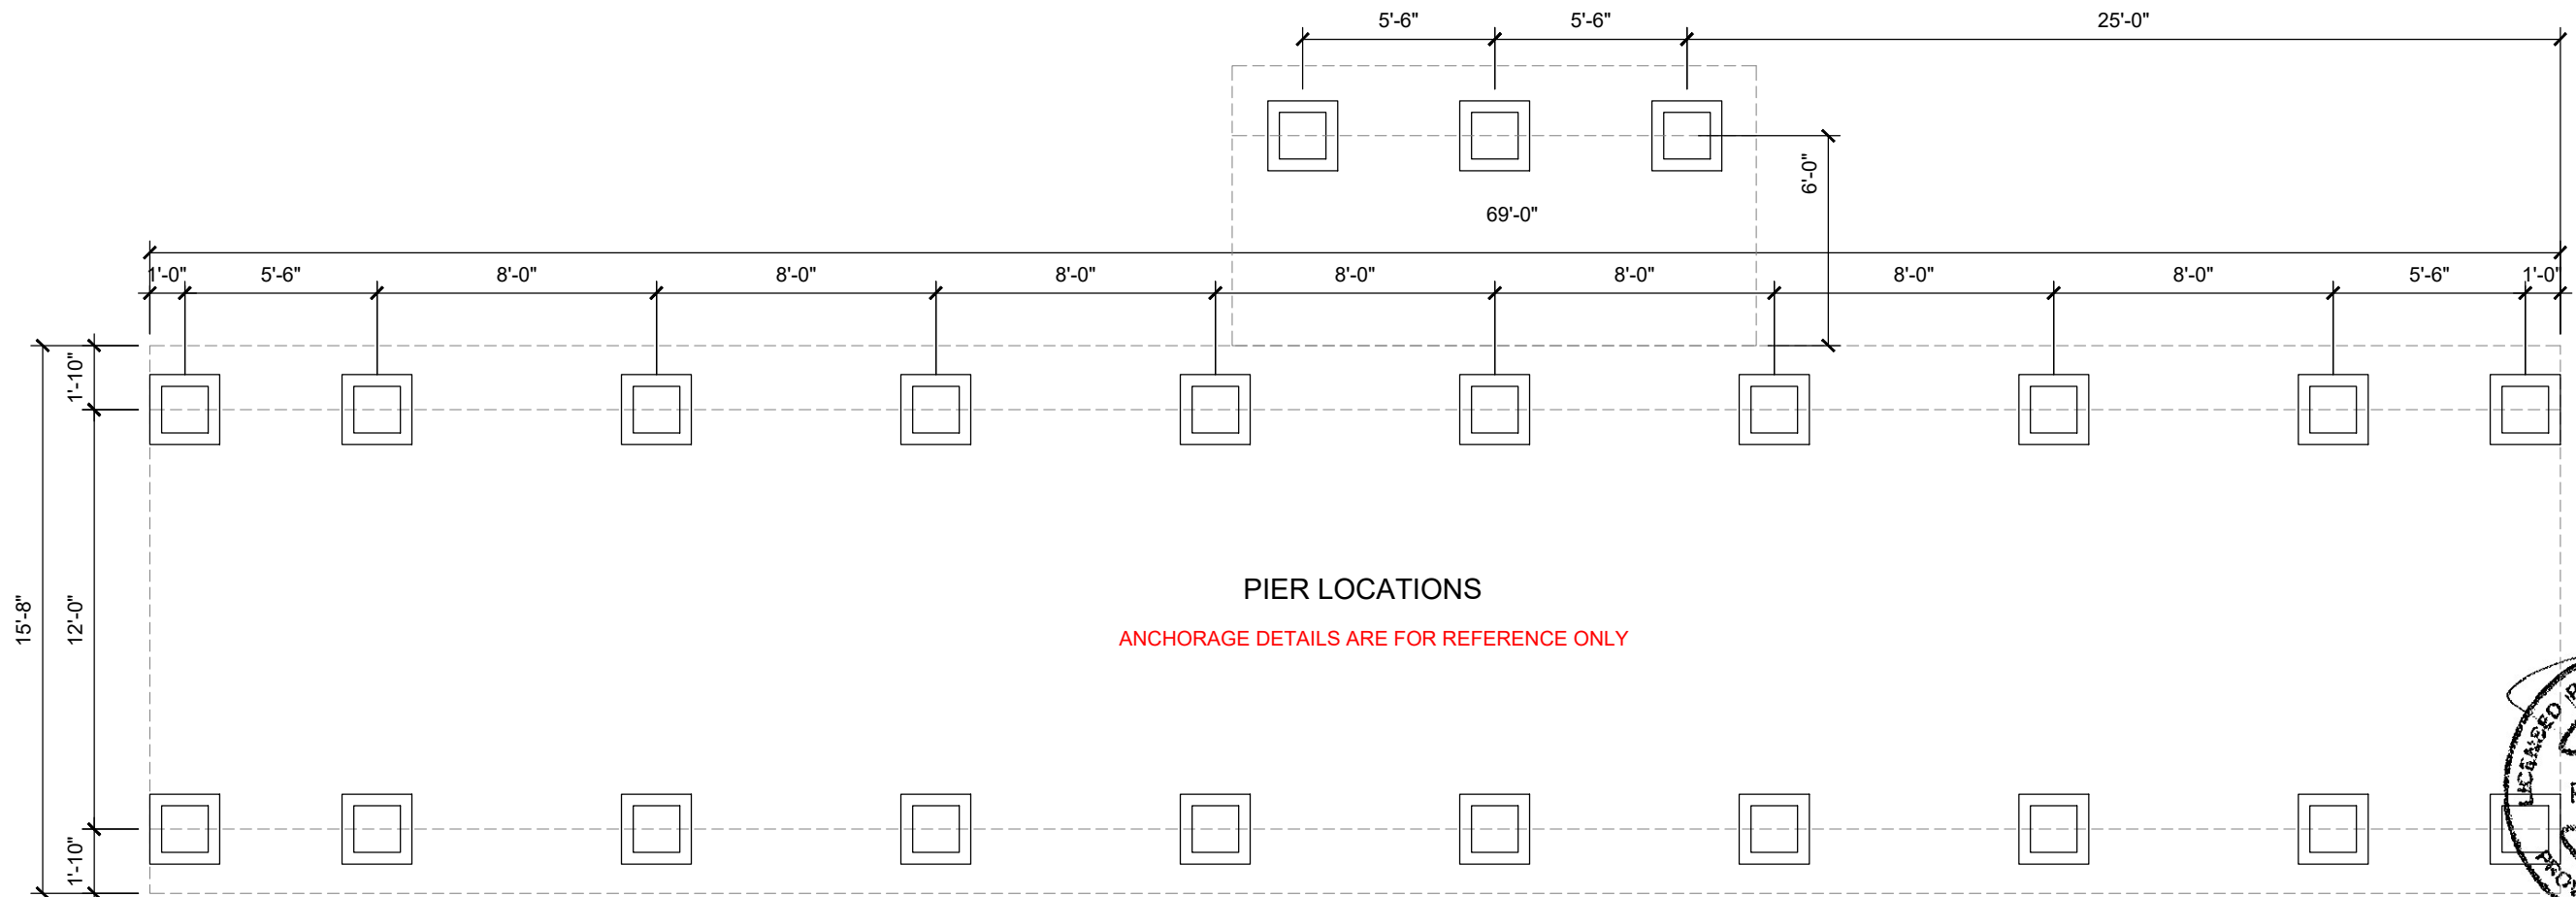 5'-6" 5'-6" 25'-0"
6'-0"
69'-0"
1'-0" 5'-6" 8'-0" 8'-0" 8'-0" 8'-0" 8'-0" 8'-0" 8'-0" 5'-6" 1'-0"
1'-10"
15'-8" 12'-0"
PIER LOCATIONS
ANCHORAGE DETAILS ARE FOR REFERENCE ONLY
LICENSED
1'-10"